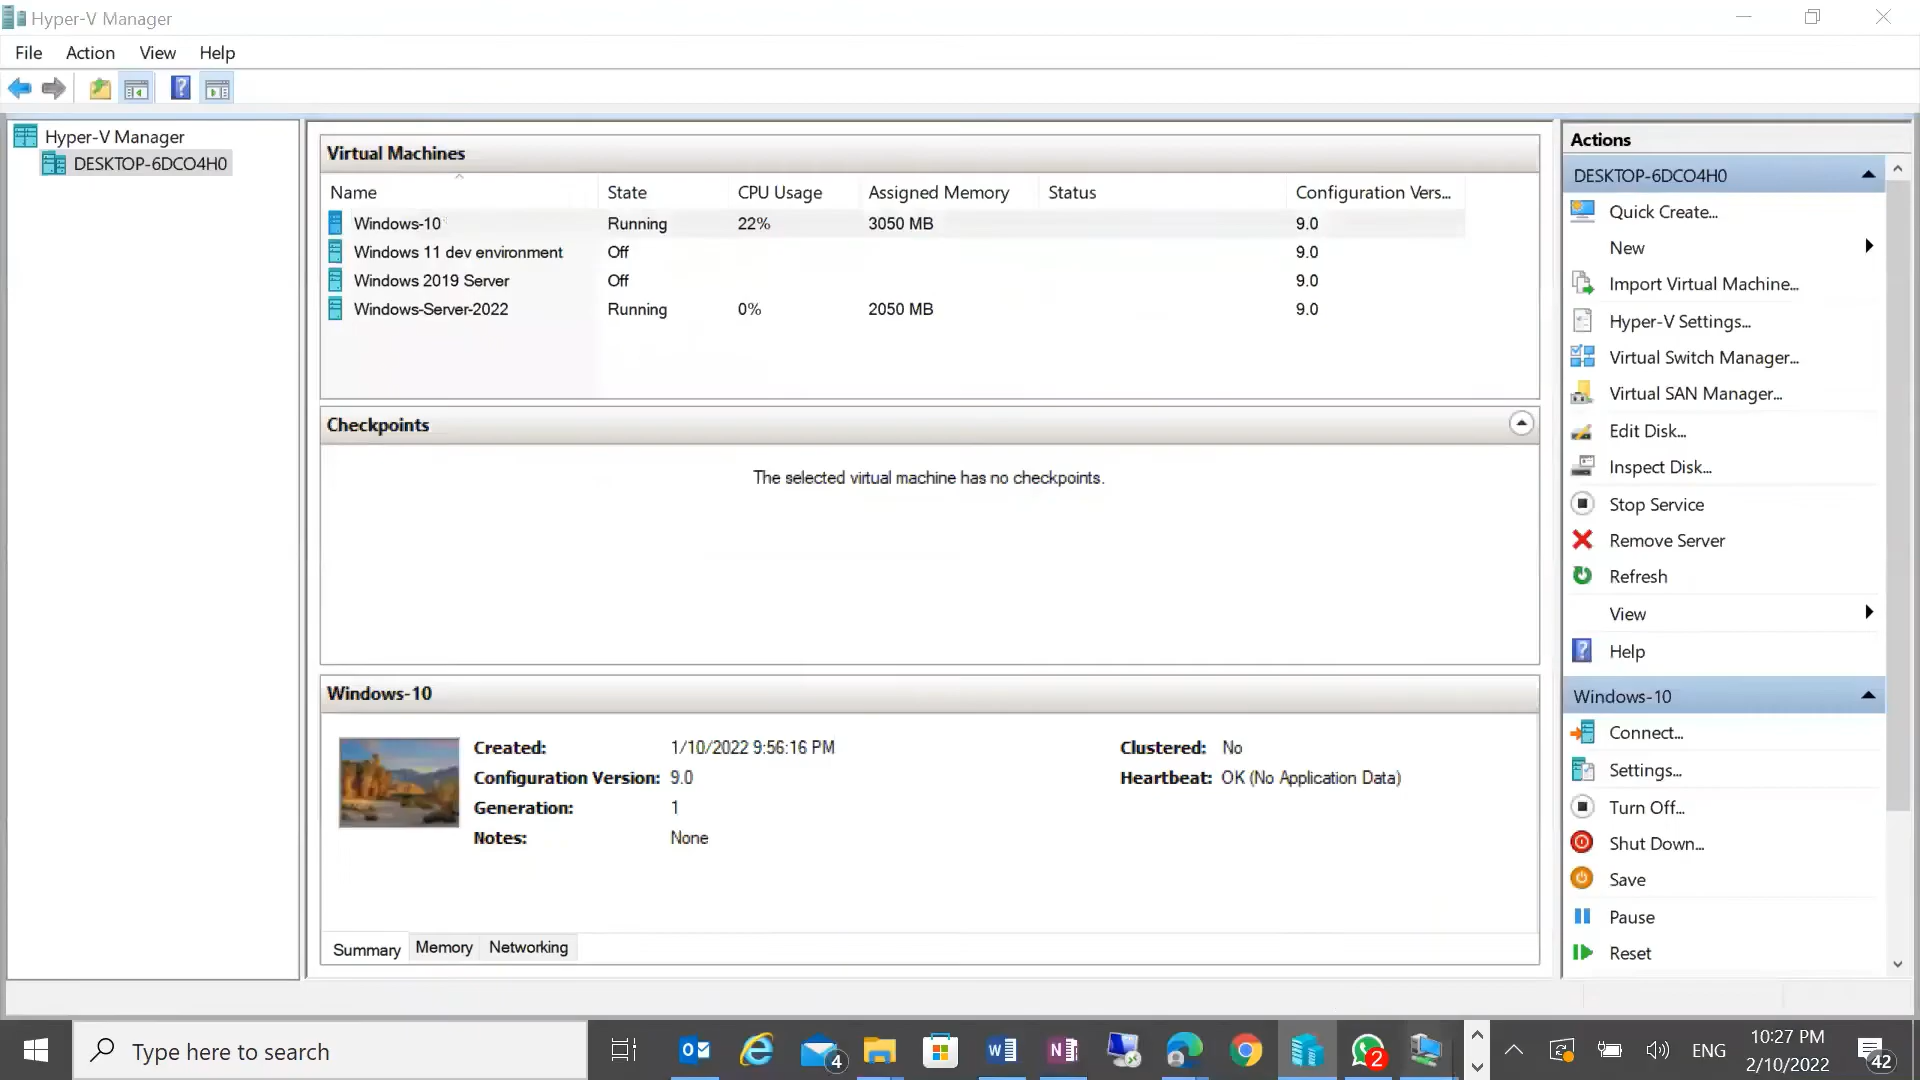 Hyper-V Manager
File Action View Help
Hyper-V Manager
DESKTOP-6DCO4H0
Virtual Machines
Name State CPU Usage Assigned Memory Status Configuration Vers...
Windows-10 Running 22% 3050 MB 9.0
Windows 11 dev environment Off 9.0
Windows 2019 Server Off 9.0
Windows-Server-2022 Running 0% 2050 MB 9.0
Checkpoints
The selected virtual machine has no checkpoints.
Windows-10
Created: 1/10/2022 9:56:16 PM Clustered: No
Configuration Version: 9.0 Heartbeat: OK (No Application Data)
Generation: 1
Notes: None
Summary Memory Networking
Actions
DESKTOP-6DCO4H0
Quick Create...
New
Import Virtual Machine...
Hyper-V Settings...
Virtual Switch Manager...
Virtual SAN Manager...
Edit Disk...
Inspect Disk...
Stop Service
Remove Server
Refresh
View
Help
Windows-10
Connect...
Settings...
Turn Off...
Shut Down...
Save
Pause
Reset
Type here to search
4
2
ENG
10:27 PM
2/10/2022
42